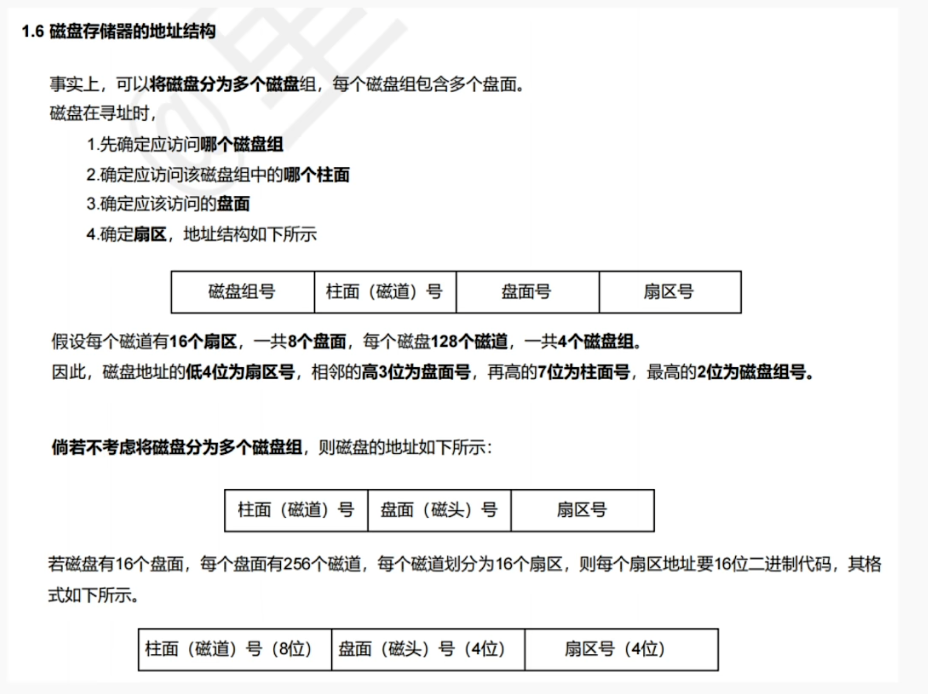 1.6 磁盘存储器的地址结构
事实上，可以将磁盘分为多个磁盘组，每个磁盘组包含多个盘面。
磁盘在寻址时，
1.先确定应访问哪个磁盘组
2.确定应访问该磁盘组中的哪个柱面
3.确定应该访问的盘面
4.确定扇区，地址结构如下所示
磁盘组号 柱面（磁道）号 盘面号 扇区号
假设每个磁道有16个扇区，一共8个盘面，每个磁盘128个磁道，一共4个磁盘组。
因此，磁盘地址的低4位为扇区号，相邻的高3位为盘面号，再高的7位为柱面号，最高的2位为磁盘组号。
倘若不考虑将磁盘分为多个磁盘组，则磁盘的地址如下所示：
柱面（磁道）号 盘面（磁头）号 扇区号
若磁盘有16个盘面，每个盘面有256个磁道，每个磁道划分为16个扇区，则每个扇区地址要16位二进制代码，其格
式如下所示。
柱面（磁道）号（8位） 盘面（磁头）号（4位） 扇区号（4位）